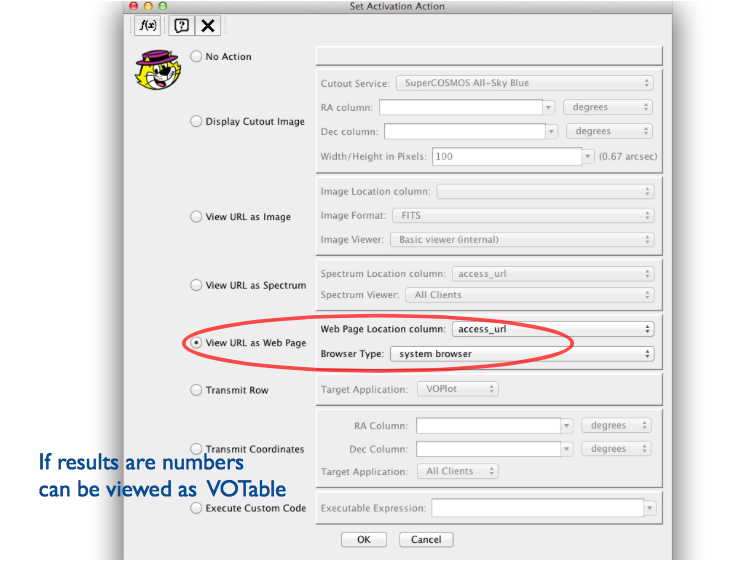 Set Activation Action
f(x) ?
No Action
Display Cutout Image
Cutout Service: SuperCOSMOS All-Sky Blue
RA column: degrees
Dec column: degrees
Width/Height in Pixels: 100 (0.67 arcsec)
View URL as Image
Image Location column:
Image Format: FITS
Image Viewer: Basic viewer (internal)
View URL as Spectrum
Spectrum Location column: access_url
Spectrum Viewer: All Clients
View URL as Web Page
Web Page Location column: access_url
Browser Type: system browser
Transmit Row
Target Application: VOPlot
Transmit Coordinates
RA Column: degrees
Dec Column: degrees
Target Application: All Clients
If results are numbers
can be viewed as VOTable
Execute Custom Code
Executable Expression:
OK Cancel